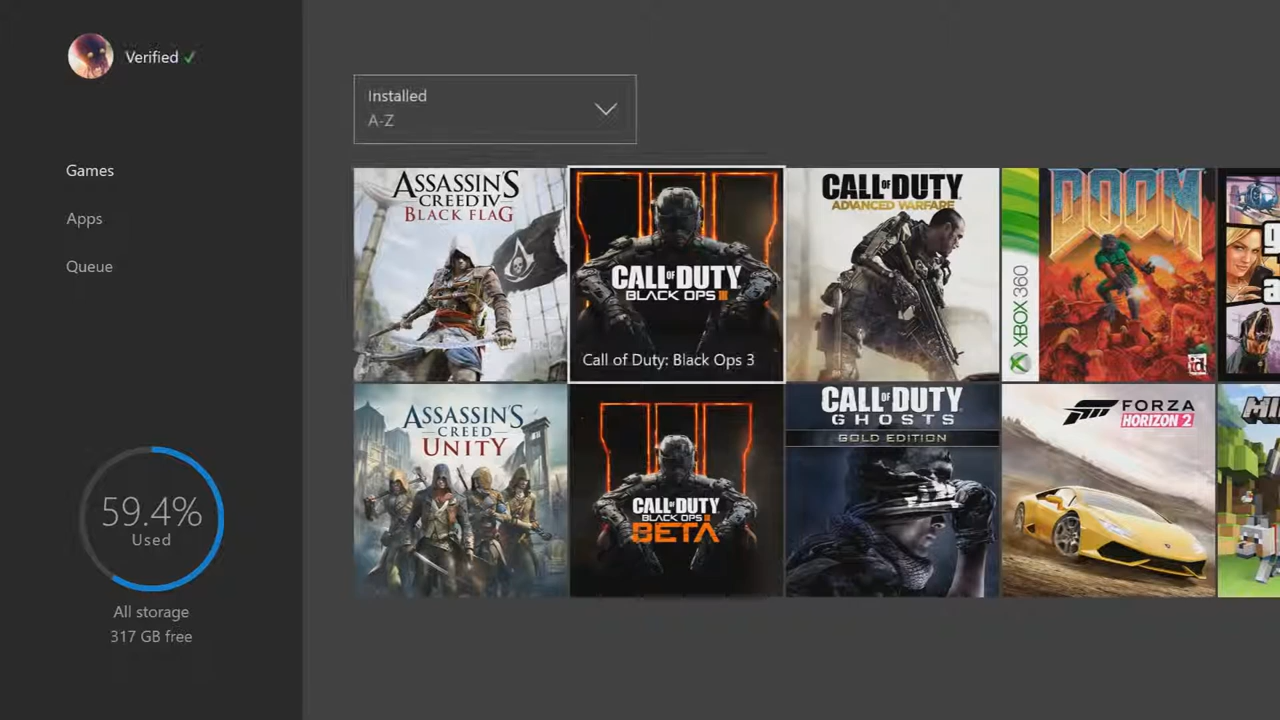 Verified
Games
Apps
Queue
59.4%
Used
All storage
317 GB free
Installed
A-Z
ASSASSIN'S
CREED IV
BLACK FLAG
CALL OF DUTY
BLACK OPS III
Call of Duty: Black Ops 3
CALL OF DUTY
ADVANCED WARFARE
XBOX 360
DOOM
id
ASSASSIN'S
CREED
UNITY
CALL OF DUTY
BLACK OPS III
BETA
CALL OF DUTY
GHOSTS
GOLD EDITION
FORZA
HORIZON 2